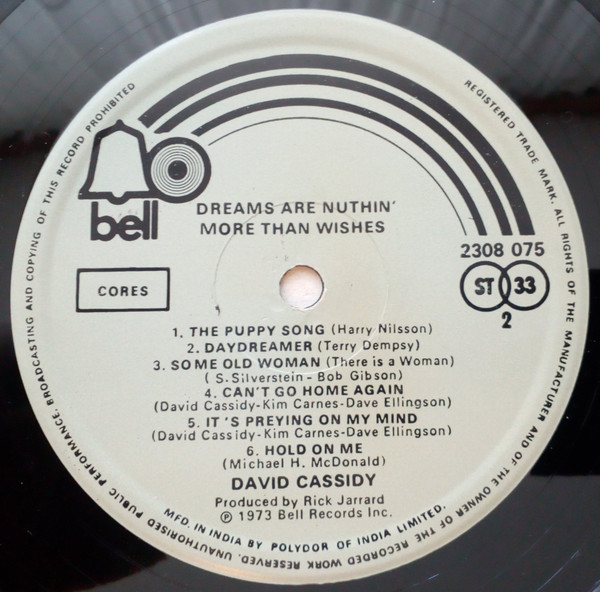 bell
DREAMS ARE NUTHIN'
MORE THAN WISHES
CORES
2308 075
ST 33
2
1. THE PUPPY SONG (Harry Nilsson)
2. DAYDREAMER (Terry Dempsy)
3. SOME OLD WOMAN (There is a Woman)
( S. Silverstein - Bob Gibson)
4. CAN'T GO HOME AGAIN
(David Cassidy-Kim Carnes-Dave Ellingson)
5. IT'S PREYING ON MY MIND
(David Cassidy-Kim Carnes-Dave Ellingson)
6. HOLD ON ME
(Michael H. McDonald)
DAVID CASSIDY
Produced by Rick Jarrard
℗ 1973 Bell Records Inc.
MFD. IN INDIA BY POLYDOR OF INDIA LIMITED.
REGISTERED TRADE MARK. ALL RIGHTS OF THE MANUFACTURER AND OF THE OWNER OF THE RECORDED WORK RESERVED. UNAUTHORISED PUBLIC PERFORMANCE. BROADCASTING AND COPYING OF THIS RECORD PROHIBITED